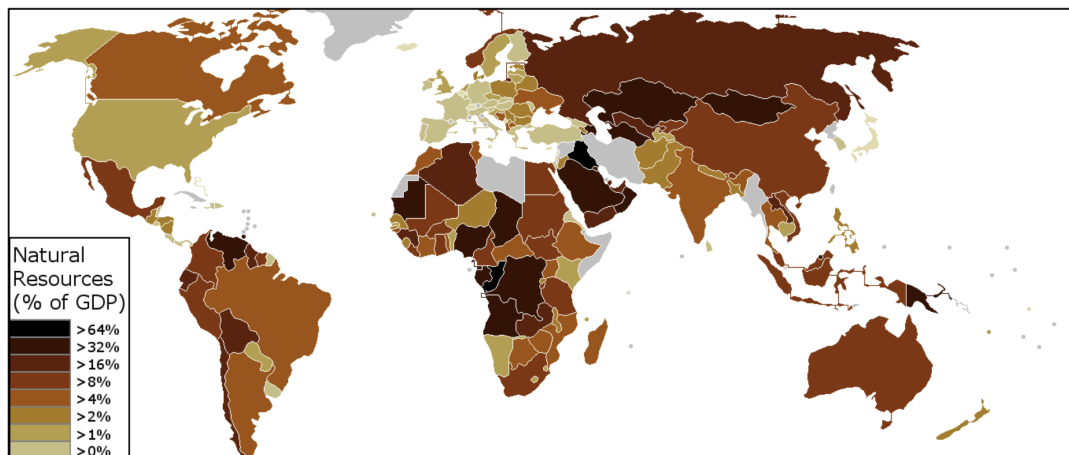 Natural
Resources
(% of GDP)
>64%
>32%
>16%
>8%
>4%
>2%
>1%
>0%